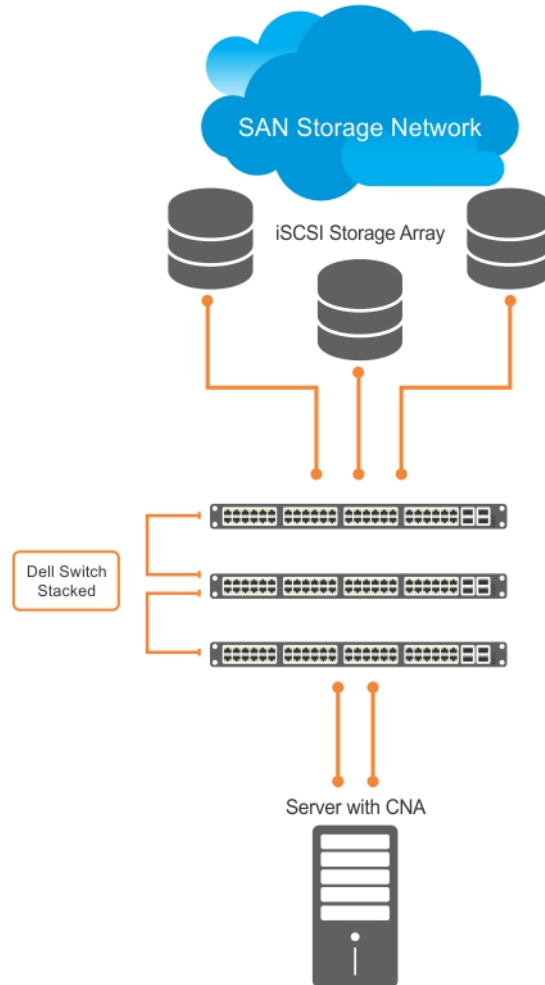 SAN Storage Network
iSCSI Storage Array
Dell Switch
Stacked
Server with CNA